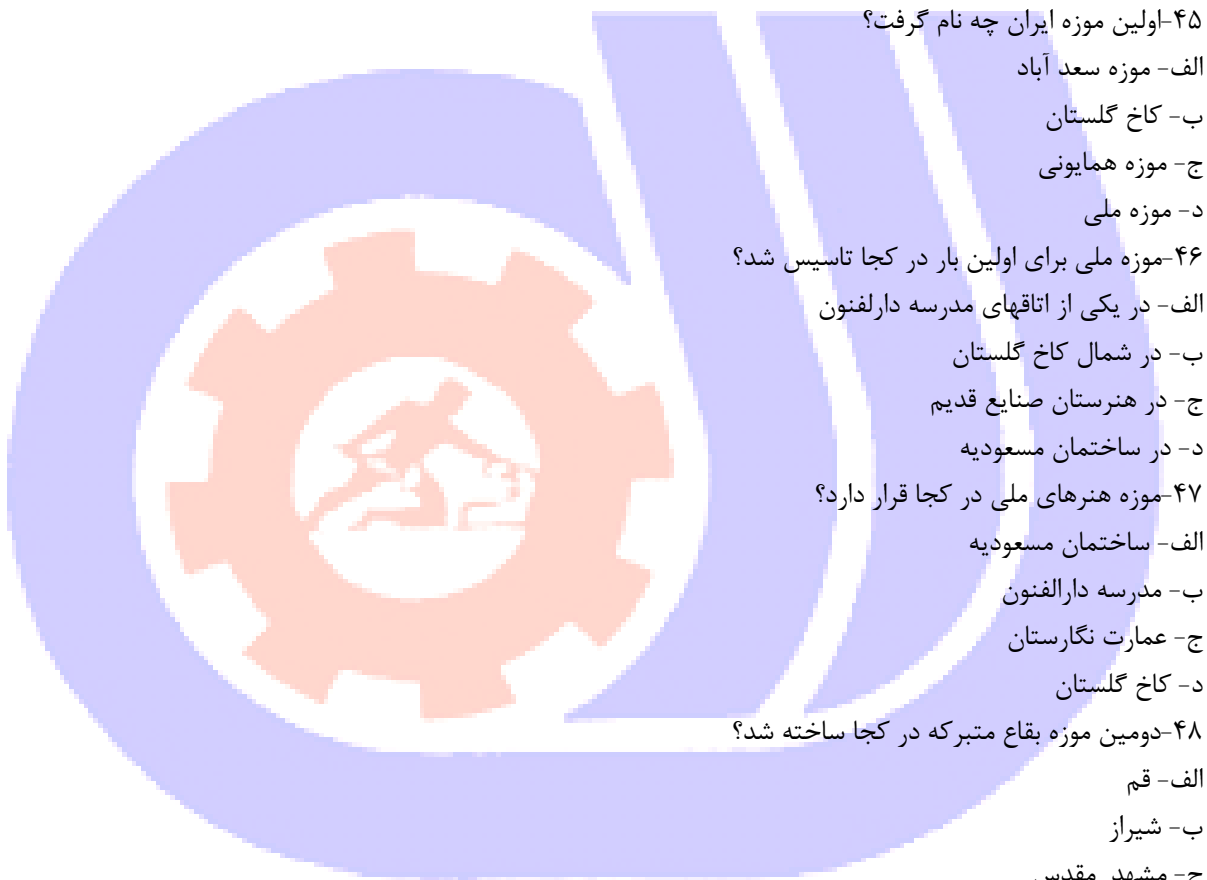 ۴۵-اولین موزه ایران چه نام گرفت؟
الف- موزه سعد آباد
ب- کاخ گلستان
ج- موزه همایونی
د- موزه ملی
۴۶-موزه ملی برای اولین بار در کجا تاسیس شد؟
الف- در یکی از اتاقهای مدرسه دارلفنون
ب- در شمال کاخ گلستان
ج- در هنرستان صنایع قدیم
د- در ساختمان مسعودیه
۴۷-موزه هنرهای ملی در کجا قرار دارد؟
الف- ساختمان مسعودیه
ب- مدرسه دارالفنون
ج- عمارت نگارستان
د- کاخ گلستان
۴۸-دومین موزه بقاع متبرکه در کجا ساخته شد؟
الف- قم
ب- شیراز
ج- مشهد مقدس